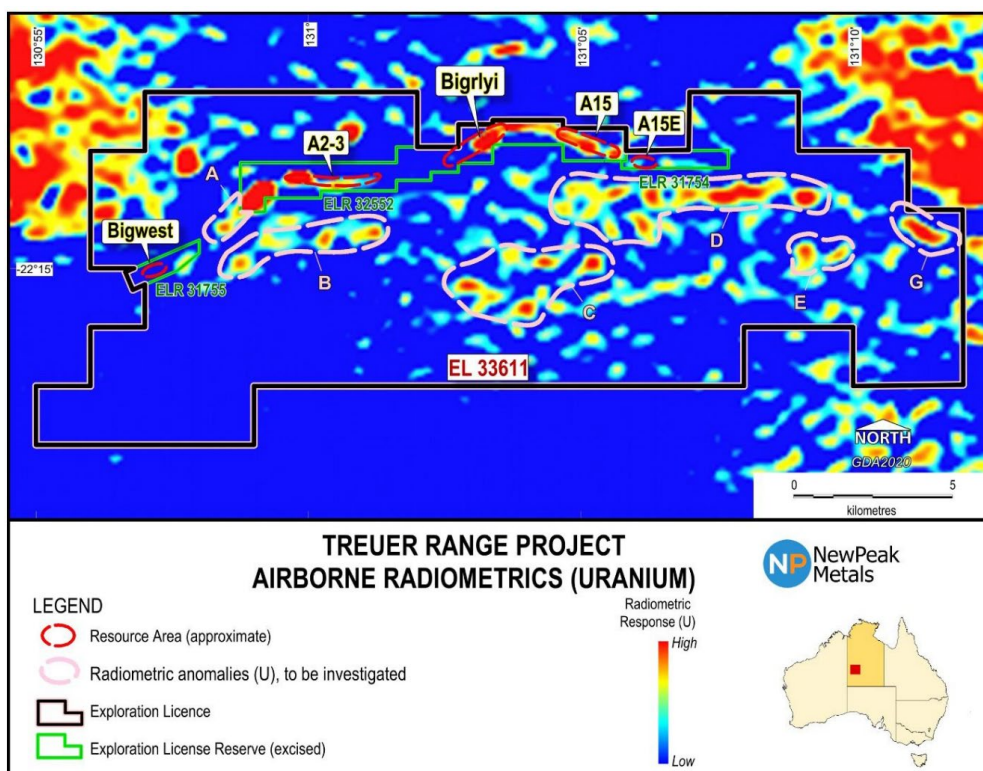 130°55'
131°
131°05'
131°10'
Bigrlyi
A15
A15E
A2-3
A
ELR 31754
ELR 32552
Bigwest
D
-22°15'
B
E
G
ELR 31755
C
EL 33611
NORTH
GDA2020
0 5
kilometres
TREUER RANGE PROJECT
AIRBORNE RADIOMETRICS (URANIUM)
NP NewPeak
Metals
LEGEND
Resource Area (approximate)
Radiometric anomalies (U), to be investigated
Exploration Licence
Exploration License Reserve (excised)
Radiometric
Response (U)
High
Low